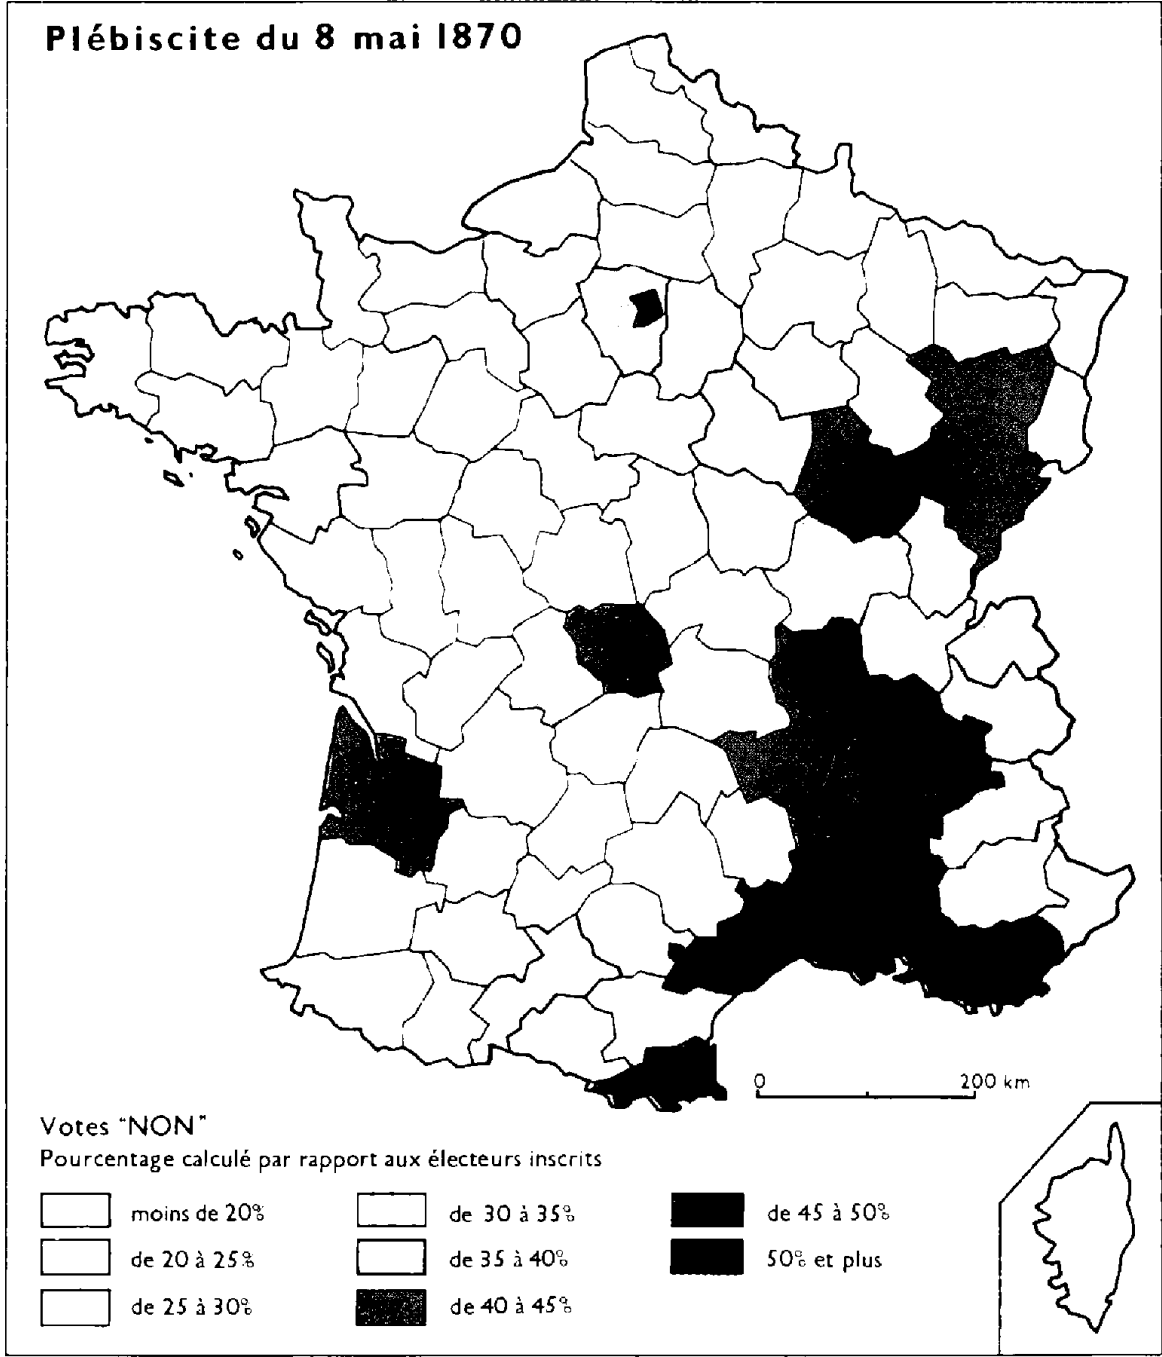 Plébiscite du 8 mai 1870
0 200 km
Votes "NON"
Pourcentage calculé par rapport aux électeurs inscrits
moins de 20%
de 20 à 25%
de 25 à 30%
de 30 à 35%
de 35 à 40%
de 40 à 45%
de 45 à 50%
50% et plus